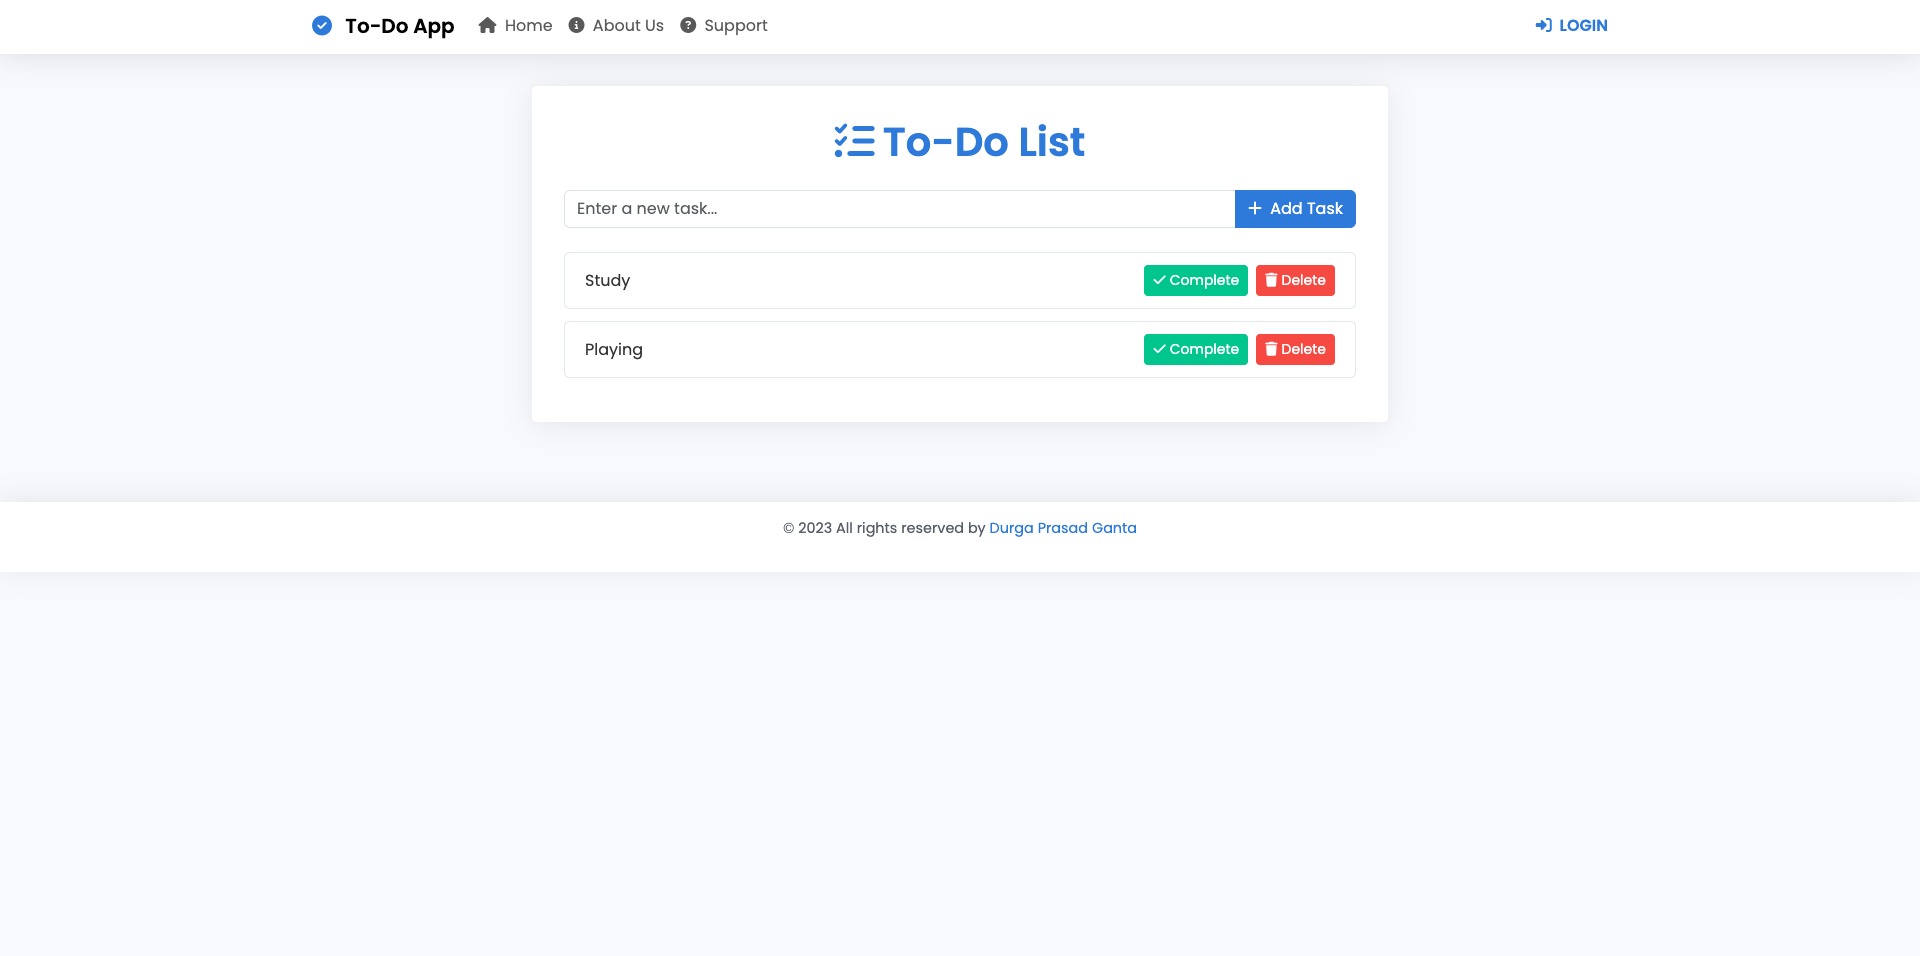 To-Do App Home About Us Support LOGIN
To-Do List
Enter a new task... Add Task
Study Complete Delete
Playing Complete Delete
© 2023 All rights reserved by Durga Prasad Ganta